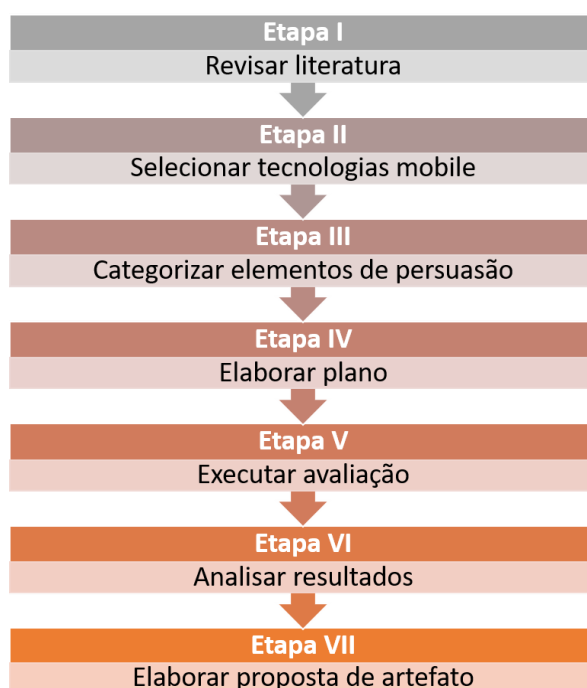 Etapa I
Revisar literatura
Etapa II
Selecionar tecnologias mobile
Etapa III
Categorizar elementos de persuasão
Etapa IV
Elaborar plano
Etapa V
Executar avaliação
Etapa VI
Analisar resultados
Etapa VII
Elaborar proposta de artefato